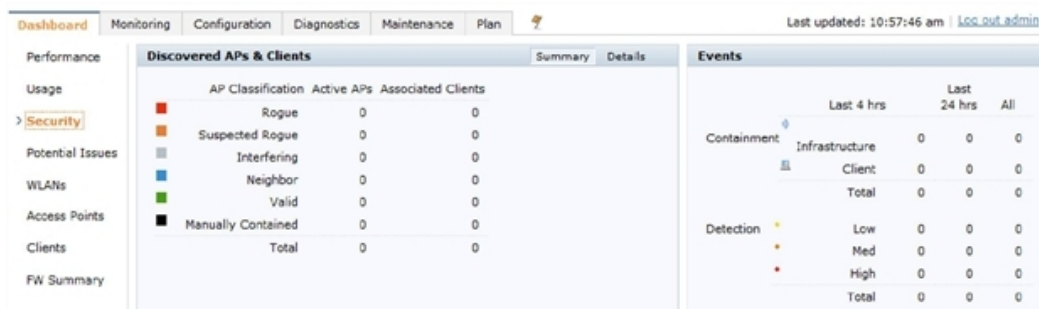 Dashboard Monitoring Configuration Diagnostics Maintenance Plan Last updated: 10:57:46 am | Log out admin
Performance
Usage
> Security
Potential Issues
WLANs
Access Points
Clients
FW Summary
Discovered APs & Clients Summary Details
AP Classification Active APs Associated Clients
Rogue 0 0
Suspected Rogue 0 0
Interfering 0 0
Neighbor 0 0
Valid 0 0
Manually Contained 0 0
Total 0 0
Events
Last 4 hrs Last 24 hrs All
Containment
Infrastructure 0 0 0
Client 0 0 0
Total 0 0 0
Detection Low 0 0 0
Med 0 0 0
High 0 0 0
Total 0 0 0